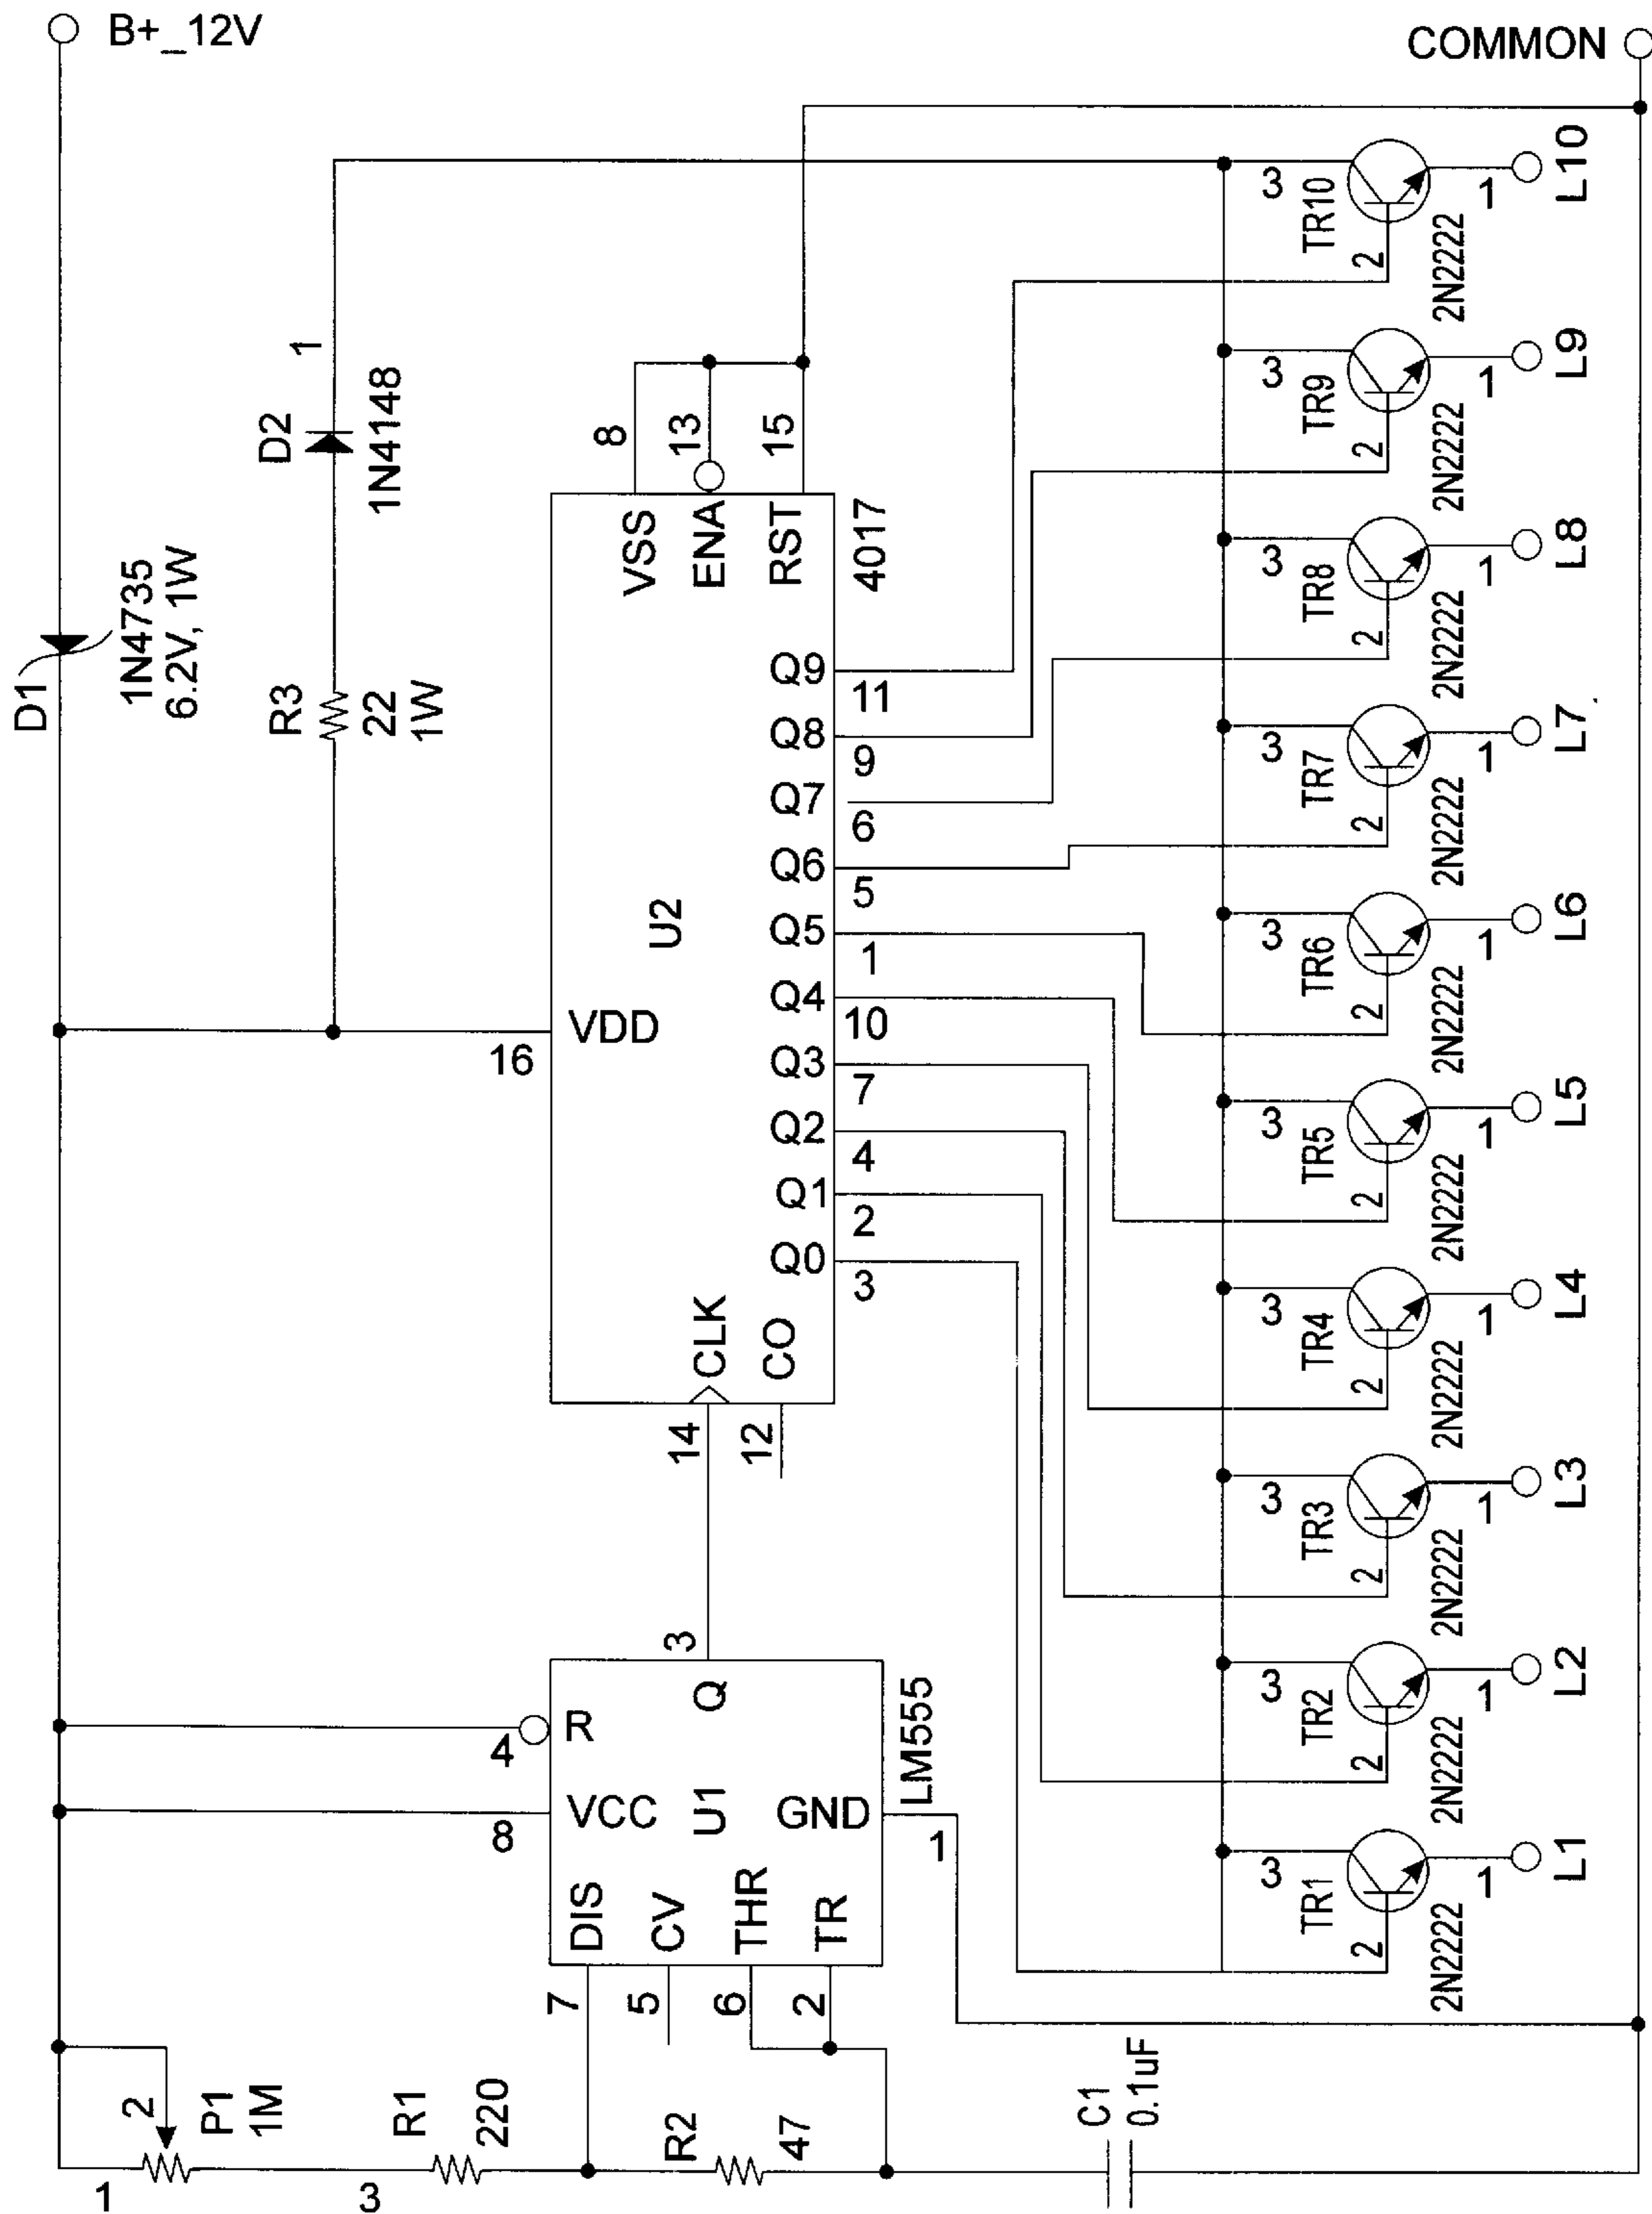 B+_12V
COMMON
D1
1N4735
6.2V, 1W
R3
22
1W
D2
1N4148
1
8
13
15
VSS
ENA
RST
4017
16
VDD
U2
Q9
11
Q8
9
Q7
6
Q6
5
Q5
1
Q4
10
Q3
7
Q2
4
Q1
2
Q0
3
CLK
CO
14
12
3
Q
R
4
VCC
8
U1
GND
1
LM555
DIS
CV
THR
TR
7
5
6
2
2
P1
1M
1
3
R1
220
R2
47
C1
0.1uF
3
TR10
2
2N2222
1
L10
3
TR9
2
2N2222
1
L9
3
TR8
2
2N2222
1
L8
3
TR7
2
2N2222
1
L7
3
TR6
2
2N2222
1
L6
3
TR5
2
2N2222
1
L5
3
TR4
2
2N2222
1
L4
3
TR3
2
2N2222
1
L3
3
TR2
2
2N2222
1
L2
3
TR1
2
2N2222
1
L1